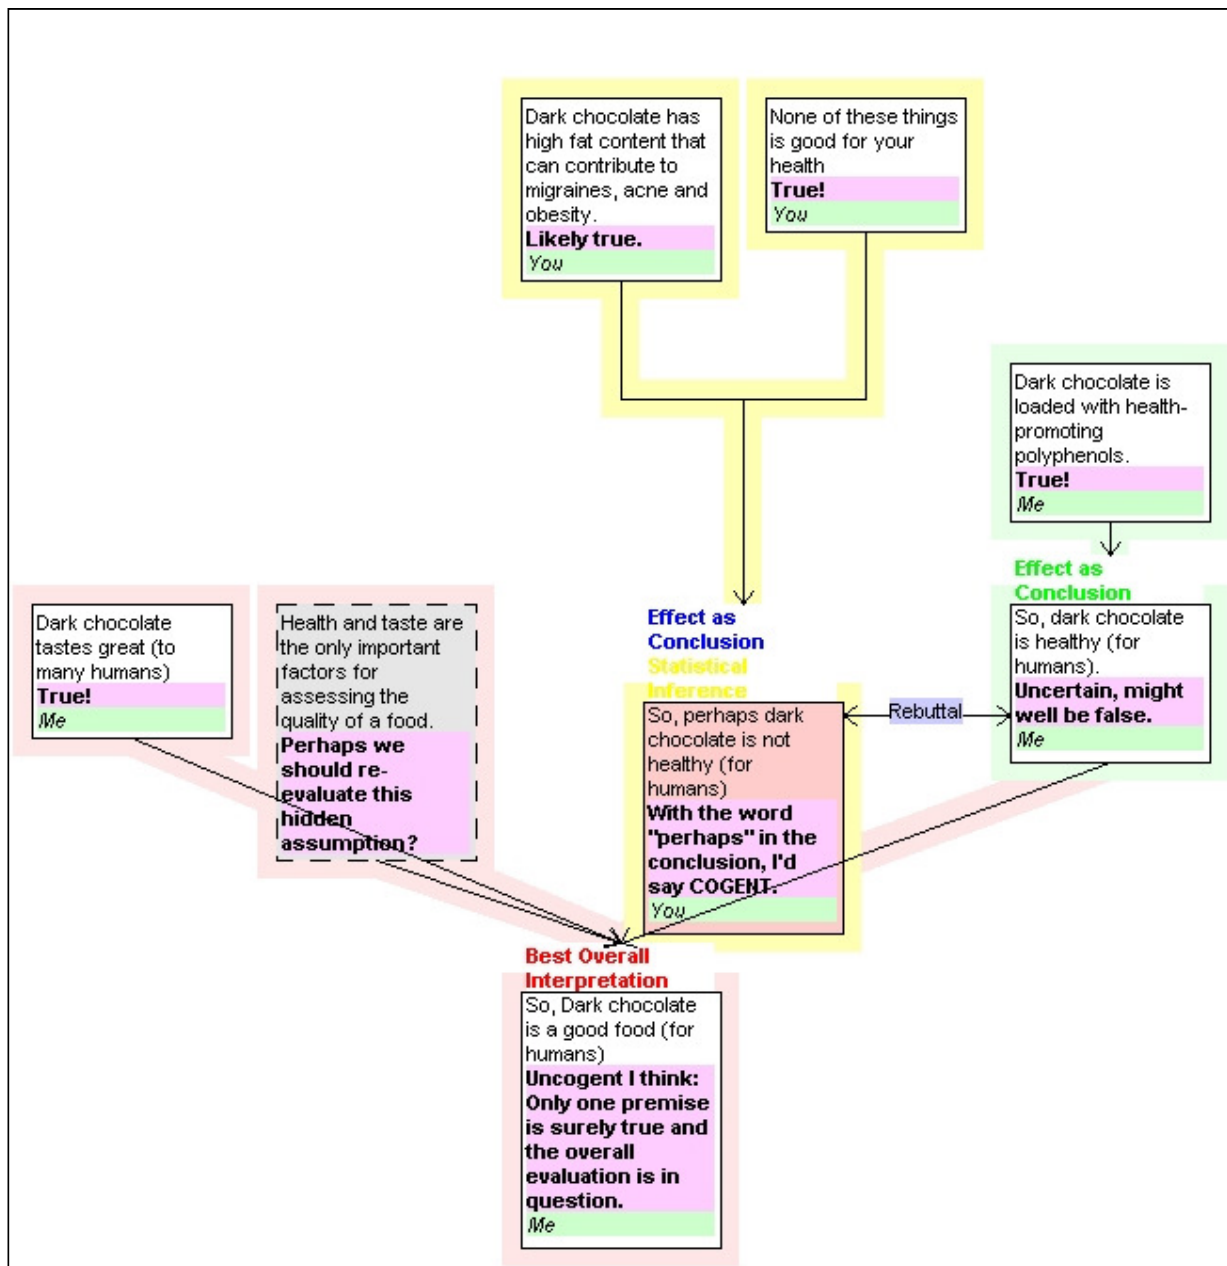 Dark chocolate has
high fat content that
can contribute to
migraines, acne and
obesity.
Likely true.
You
None of these things
is good for your
health
True!
You
Dark chocolate is
loaded with health-
promoting
polyphenols.
True!
Me
Effect as
Conclusion
So, dark chocolate
is healthy (for
humans).
Uncertain, might
well be false.
Me
Dark chocolate
tastes great (to
many humans)
True!
Me
Health and taste are
the only important
factors for
assessing the
quality of a food.
Perhaps we
should re-
evaluate this
hidden
assumption?
Effect as
Conclusion
Statistical
Inference
So, perhaps dark
chocolate is not
healthy (for
humans)
With the word
"perhaps" in the
conclusion, I'd
say COGENT.
You
Rebuttal
Best Overall
Interpretation
So, Dark chocolate
is a good food (for
humans)
Uncogent I think:
Only one premise
is surely true and
the overall
evaluation is in
question.
Me